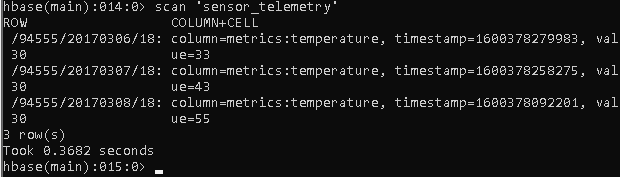 hbase(main):014:0> scan 'sensor_telemetry'
ROW                   COLUMN+CELL
 /94555/20170306/18: column=metrics:temperature, timestamp=1600378279983, val
 30                   ue=33
 /94555/20170307/18: column=metrics:temperature, timestamp=1600378258275, val
 30                   ue=43
 /94555/20170308/18: column=metrics:temperature, timestamp=1600378092201, val
 30                   ue=55
3 row(s)
Took 0.3682 seconds
hbase(main):015:0>